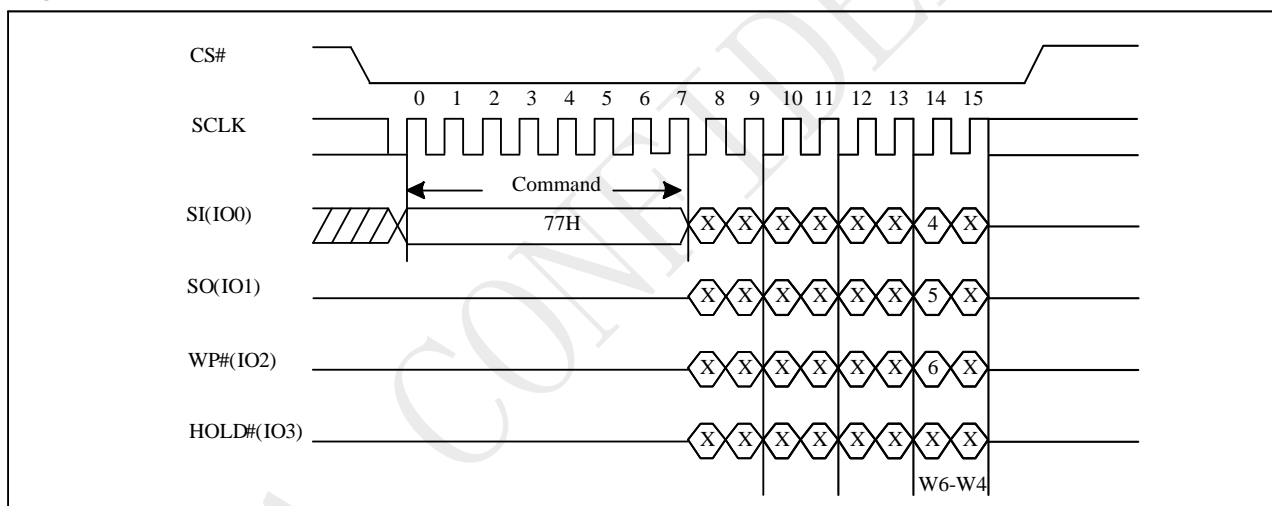 CS#
0 1 2 3 4 5 6 7 8 9 10 11 12 13 14 15
SCLK
Command
SI(IO0) 77H X X X X X X 4 X
SO(IO1) X X X X X X 5 X
WP#(IO2) X X X X X X 6 X
HOLD#(IO3) X X X X X X X X
W6-W4